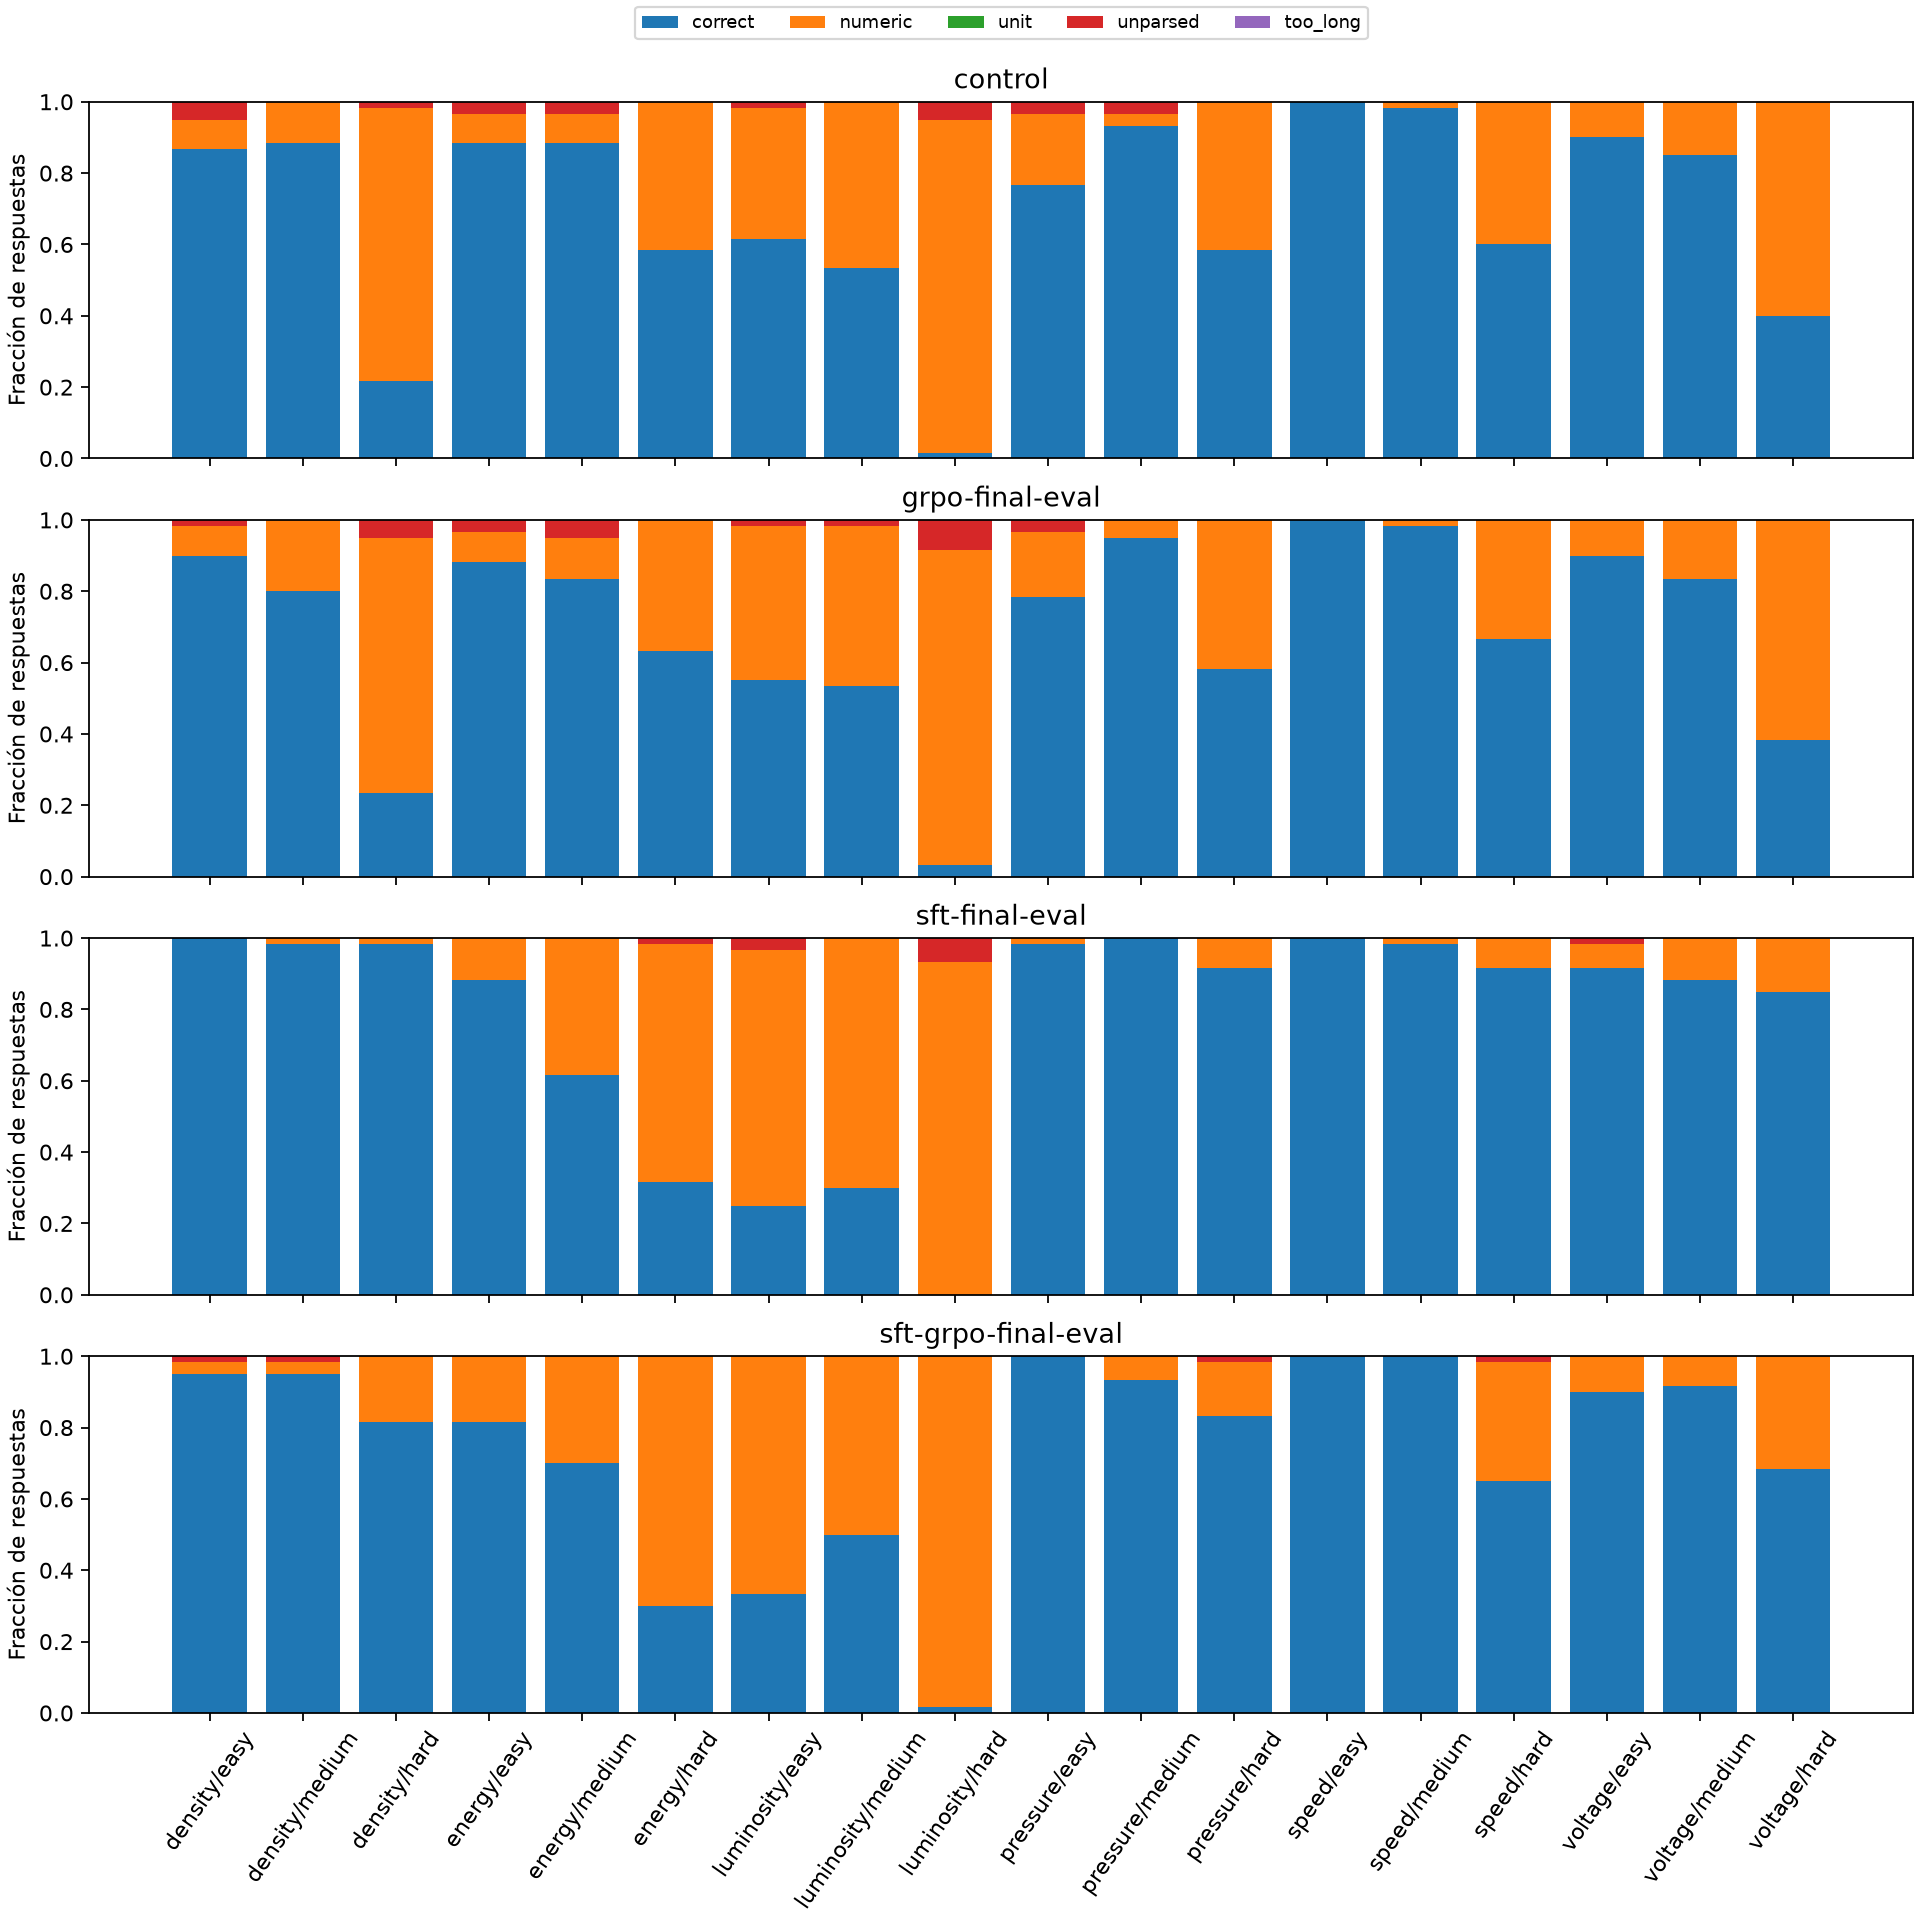 correct numeric unit unparsed too_long
control
Fracción de respuestas
1.0
0.8
0.6
0.4
0.2
0.0
grpo-final-eval
Fracción de respuestas
1.0
0.8
0.6
0.4
0.2
0.0
sft-final-eval
Fracción de respuestas
1.0
0.8
0.6
0.4
0.2
0.0
sft-grpo-final-eval
Fracción de respuestas
1.0
0.8
0.6
0.4
0.2
0.0
density/easy
density/medium
density/hard
energy/easy
energy/medium
energy/hard
luminosity/easy
luminosity/medium
luminosity/hard
pressure/easy
pressure/medium
pressure/hard
speed/easy
speed/medium
speed/hard
voltage/easy
voltage/medium
voltage/hard